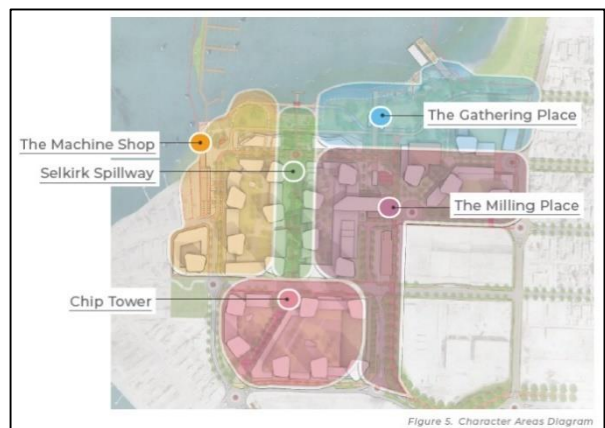 The Gathering Place
The Machine Shop
Selkirk Spillway
The Milling Place
Chip Tower
Figure 5. Character Areas Diagram